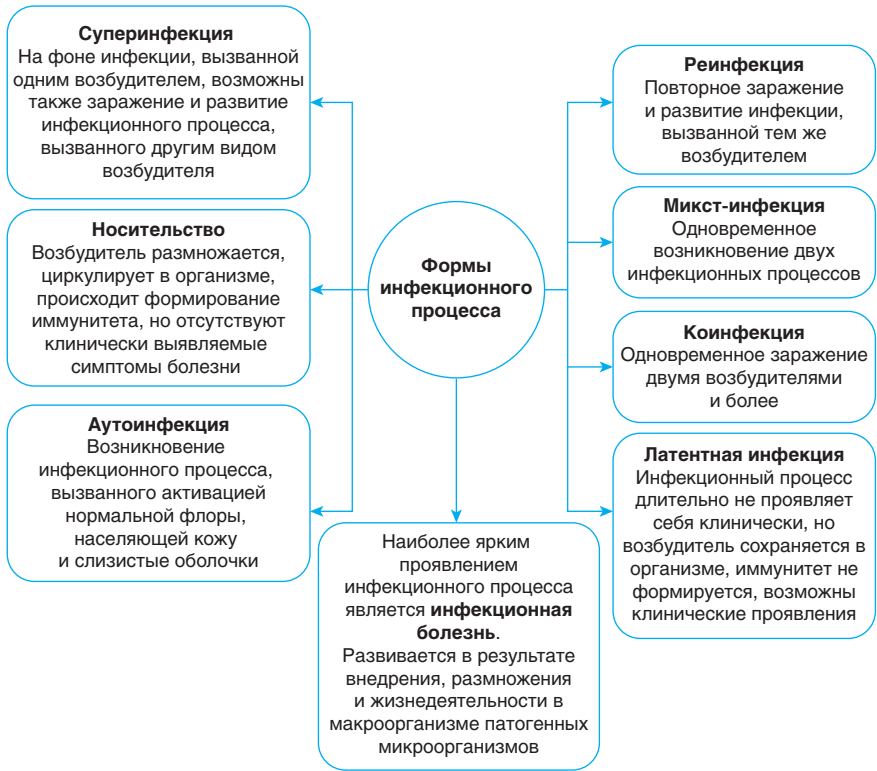 Суперинфекция
На фоне инфекции, вызванной
одним возбудителем, возможны
также заражение и развитие
инфекционного процесса,
вызванного другим видом
возбудителя
Носительство
Возбудитель размножается,
циркулирует в организме,
происходит формирование
иммунитета, но отсутствуют
клинически выявляемые
симптомы болезни
Аутоинфекция
Возникновение
инфекционного процесса,
вызванного активацией
нормальной флоры,
населяющей кожу
и слизистые оболочки
Формы
инфекционного
процесса
Наиболее ярким
проявлением
инфекционного процесса
является инфекционная
болезнь.
Развивается в результате
внедрения, размножения
и жизнедеятельности в
макроорганизме патогенных
микроорганизмов
Реинфекция
Повторное заражение
и развитие инфекции,
вызванной тем же
возбудителем
Микст-инфекция
Одновременное
возникновение двух
инфекционных процессов
Коинфекция
Одновременное заражение
двумя возбудителями
и более
Латентная инфекция
Инфекционный процесс
длительно не проявляет
себя клинически, но
возбудитель сохраняется в
организме, иммунитет не
формируется, возможны
клинические проявления